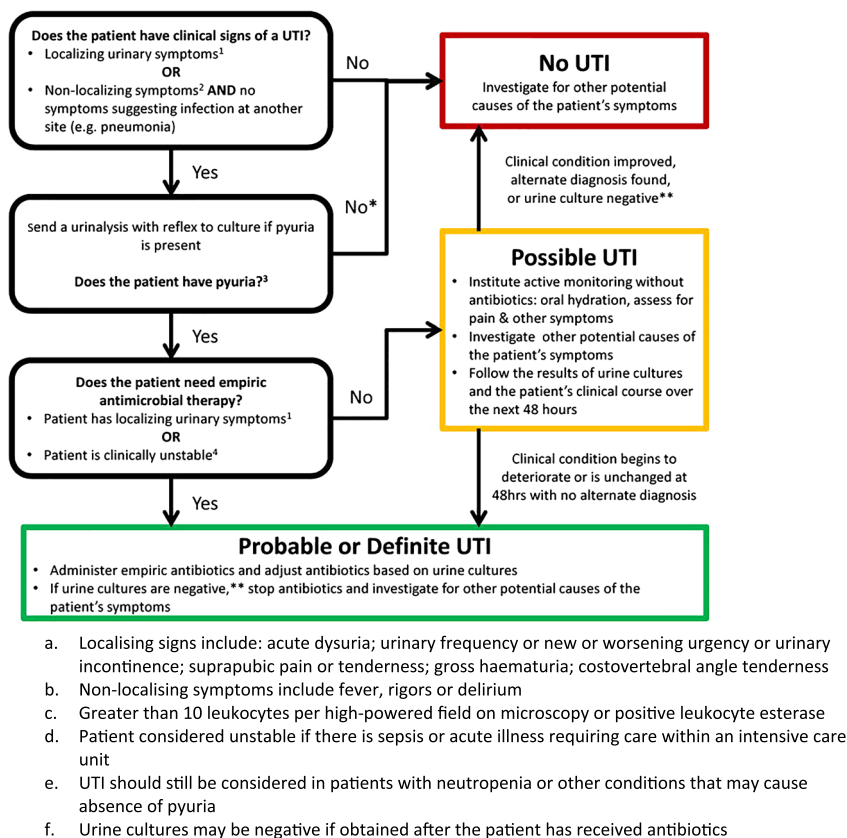 Does the patient have clinical signs of a UTI?
• Localizing urinary symptoms¹
OR
• Non-localizing symptoms² AND no
symptoms suggesting infection at another
site (e.g. pneumonia)
No
No UTI
Investigate for other potential
causes of the patient's symptoms
Yes
Clinical condition improved,
alternate diagnosis found,
or urine culture negative**
Send a urinalysis with reflex to culture if pyuria
is present
Does the patient have pyuria?³
No*
Possible UTI
• Institute active monitoring without
antibiotics: oral hydration, assess for
pain & other symptoms
• Investigate other potential causes of
the patient's symptoms
• Follow the results of urine cultures
and the patient's clinical course over
the next 48 hours
Yes
Does the patient need empiric
antimicrobial therapy?
• Patient has localizing urinary symptoms¹
OR
• Patient is clinically unstable⁴
No
Clinical condition begins to
deteriorate or is unchanged at
48hrs with no alternate diagnosis
Yes
Probable or Definite UTI
• Administer empiric antibiotics and adjust antibiotics based on urine cultures
• If urine cultures are negative,** stop antibiotics and investigate for other potential causes of the
patient's symptoms
a. Localising signs include: acute dysuria; urinary frequency or new or worsening urgency or urinary
incontinence; suprapubic pain or tenderness; gross haematuria; costovertebral angle tenderness
b. Non-localising symptoms include fever, rigors or delirium
c. Greater than 10 leukocytes per high-powered field on microscopy or positive leukocyte esterase
d. Patient considered unstable if there is sepsis or acute illness requiring care within an intensive care
unit
e. UTI should still be considered in patients with neutropenia or other conditions that may cause
absence of pyuria
f. Urine cultures may be negative if obtained after the patient has received antibiotics